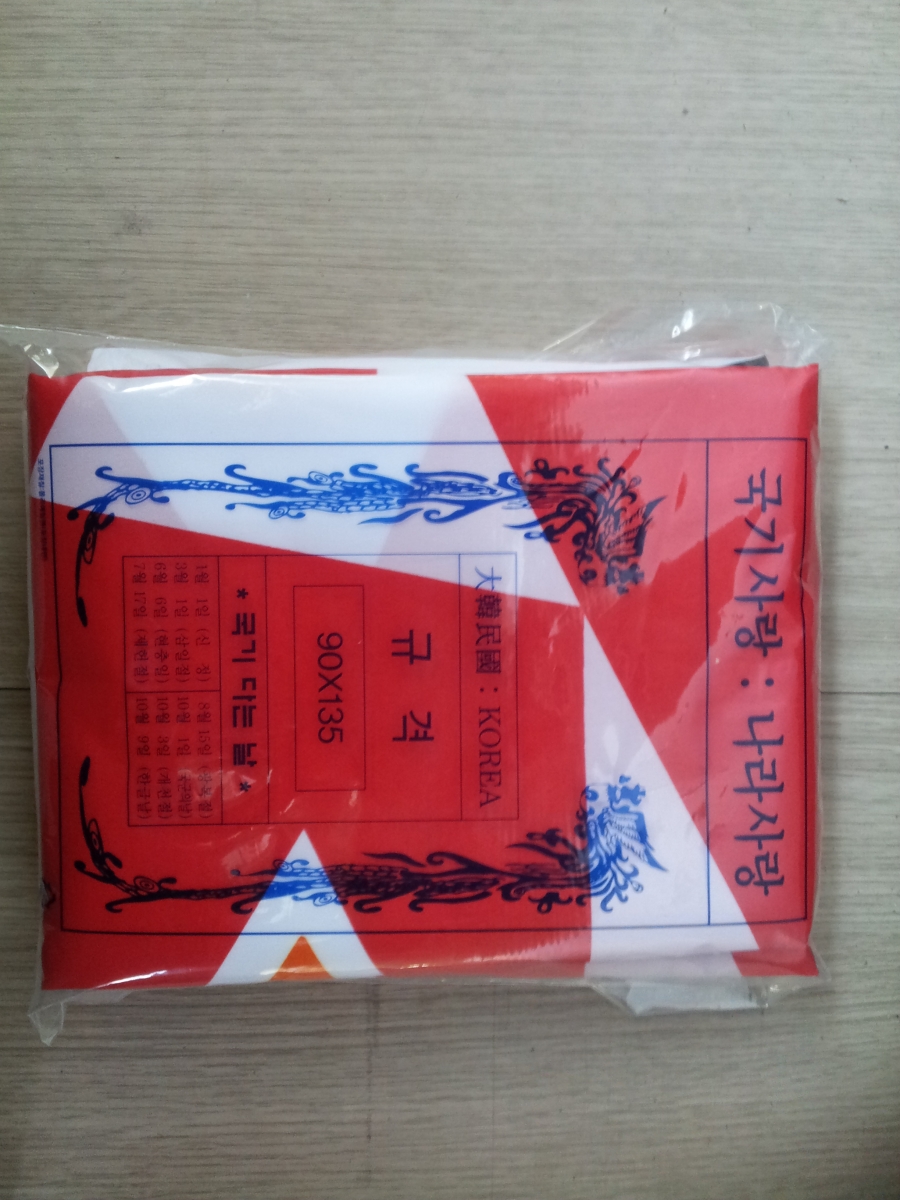 국기사랑 : 나라사랑
大韓民國 : KOREA
규격
90X135
* 국기 다는 날 *
1월 1일 (신 정) 8월 15일 (광복절)
3월 1일 (삼일절) 10월 1일 (국군의날)
6월 6일 (현충일) 10월 3일 (개천절)
7월 17일 (제헌절) 10월 9일 (한글날)